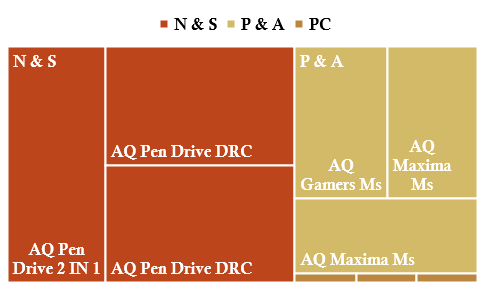 N & S P & A PC
N & S
AQ Pen
Drive 2 IN 1
AQ Pen Drive DRC
AQ Pen Drive DRC
P & A
AQ
Gamers Ms
AQ
Maxima
Ms
AQ Maxima Ms